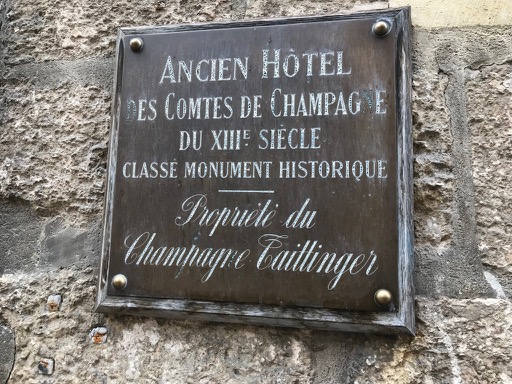 ANCIEN HÔTEL
DES COMTES DE CHAMPAGNE
DU XIIIE SIÈCLE
CLASSÉ MONUMENT HISTORIQUE
Propriété du
Champagne Taittinger